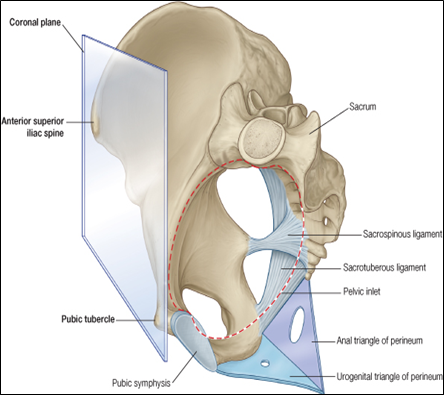 Coronal plane
Anterior superior
iliac spine
Sacrum
Sacrospinous ligament
Sacrotuberous ligament
Pelvic inlet
Pubic tubercle
Anal triangle of perineum
Pubic symphysis
Urogenital triangle of perineum